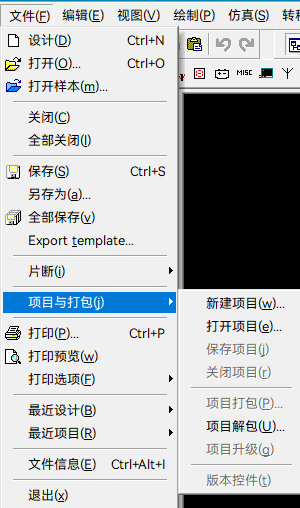 文件(F) 编辑(E) 视图(V) 绘制(P) 仿真(S)
设计(D) Ctrl+N
打开(O)... Ctrl+O
打开样本(m)...
MISC
关闭(C)
全部关闭(l)
保存(S) Ctrl+S
另存为(a)...
全部保存(v)
Export template...
片断(i)
项目与打包(j)
新建项目(w)...
打印(P)... Ctrl+P
打开项目(e)...
打印预览(w)
保存项目(j)
打印选项(F)
关闭项目(r)
最近设计(B)
项目打包(P)...
最近项目(R)
项目解包(U)...
项目升级(g)
文件信息(E) Ctrl+Alt+I
版本控件(t)
退出(x)